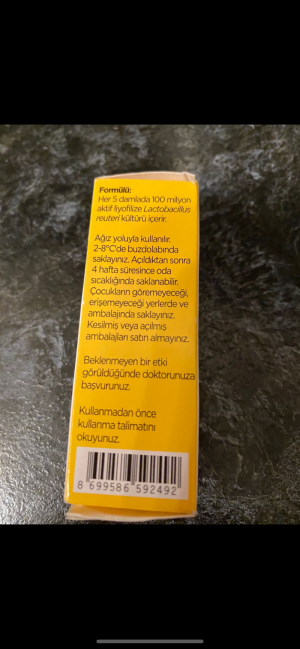 Formülü:
Her 5 damlada 100 milyon
aktif liyofilize Lactobacillus
reuteri kültürü içerir.
Ağız yoluyla kullanılır.
2-8°C'de buzdolabında
saklayınız. Açıldıktan sonra
4 hafta süresince oda
sıcaklığında saklanabilir.
Çocukların göremeyeceği,
erişemeyeceği yerlerde ve
ambalajında saklayınız.
Kesilmiş veya açılmış
ambalajları satın almayınız.
Beklenmeyen bir etki
görüldüğünde doktorunuza
başvurunuz.
Kullanmadan önce
kullanma talimatını
okuyunuz.
8 699586 592492